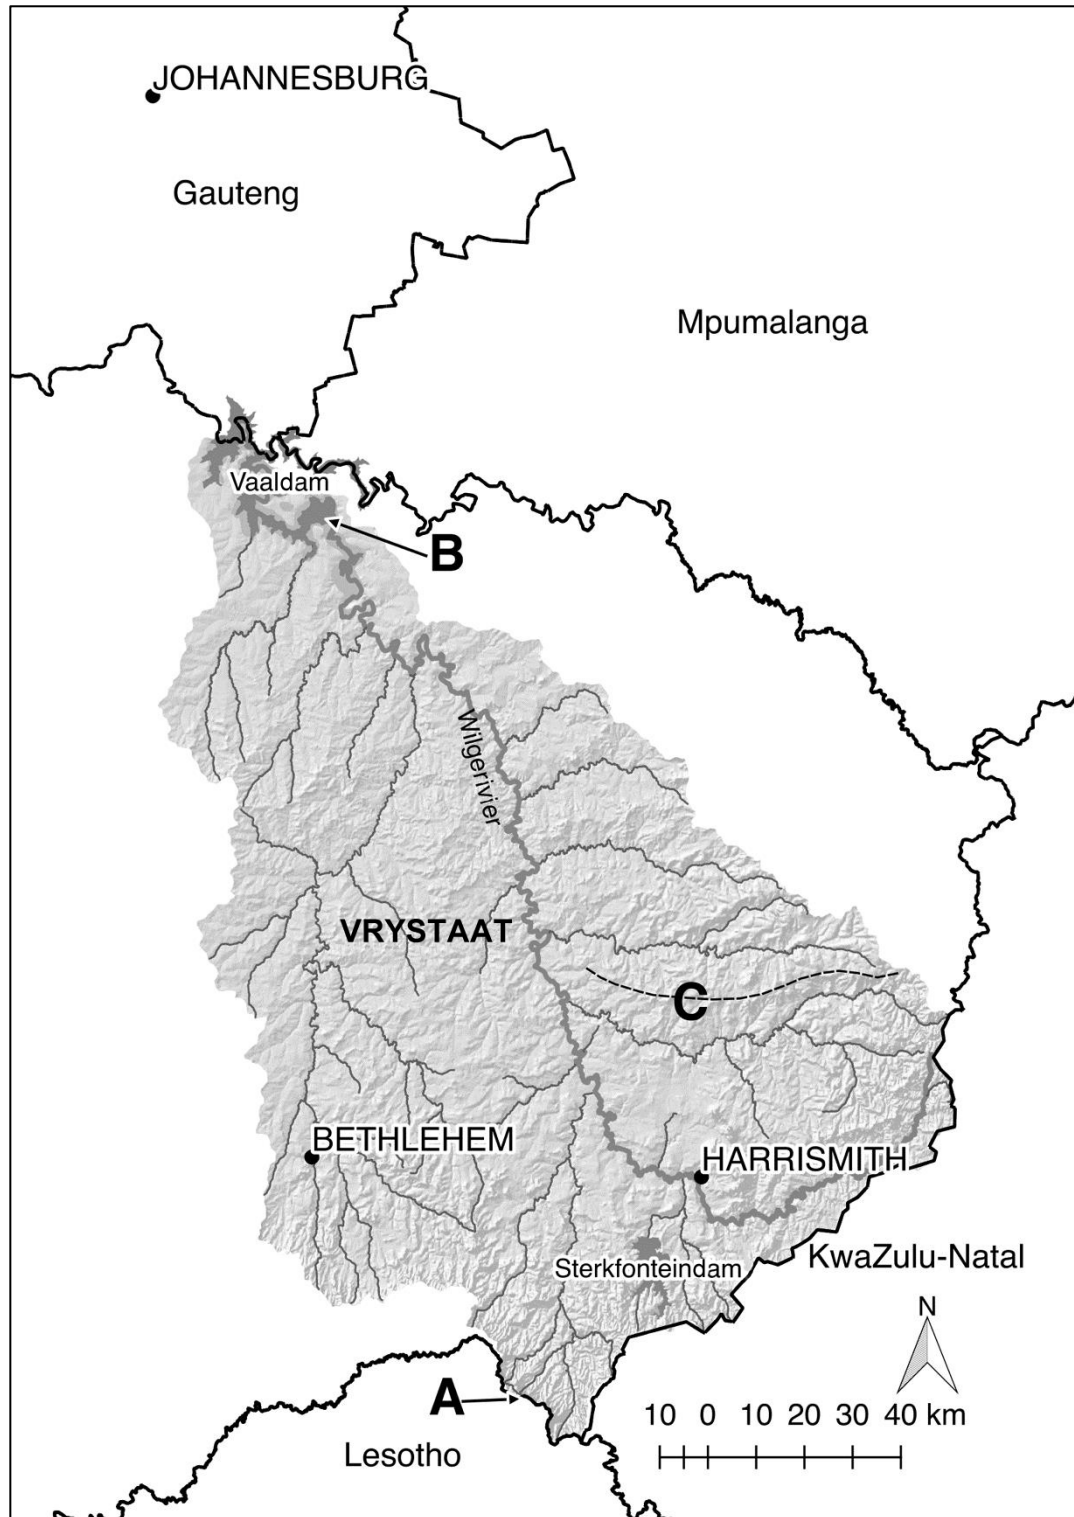 JOHANNESBURG
Gauteng
Mpumalanga
Vaaldam
B
Wilgerivier
VRYSTAAT
C
BETHLEHEM
HARRISMITH
KwaZulu-Natal
Sterkfonteindam
N
A
10 0 10 20 30 40 km
Lesotho